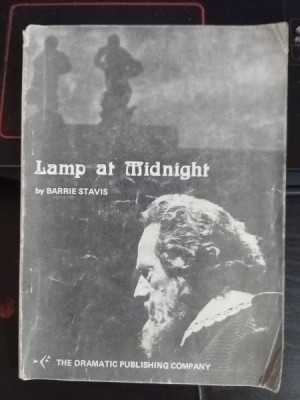 Lamp at Midnight
by BARRIE STAVIS
THE DRAMATIC PUBLISHING COMPANY